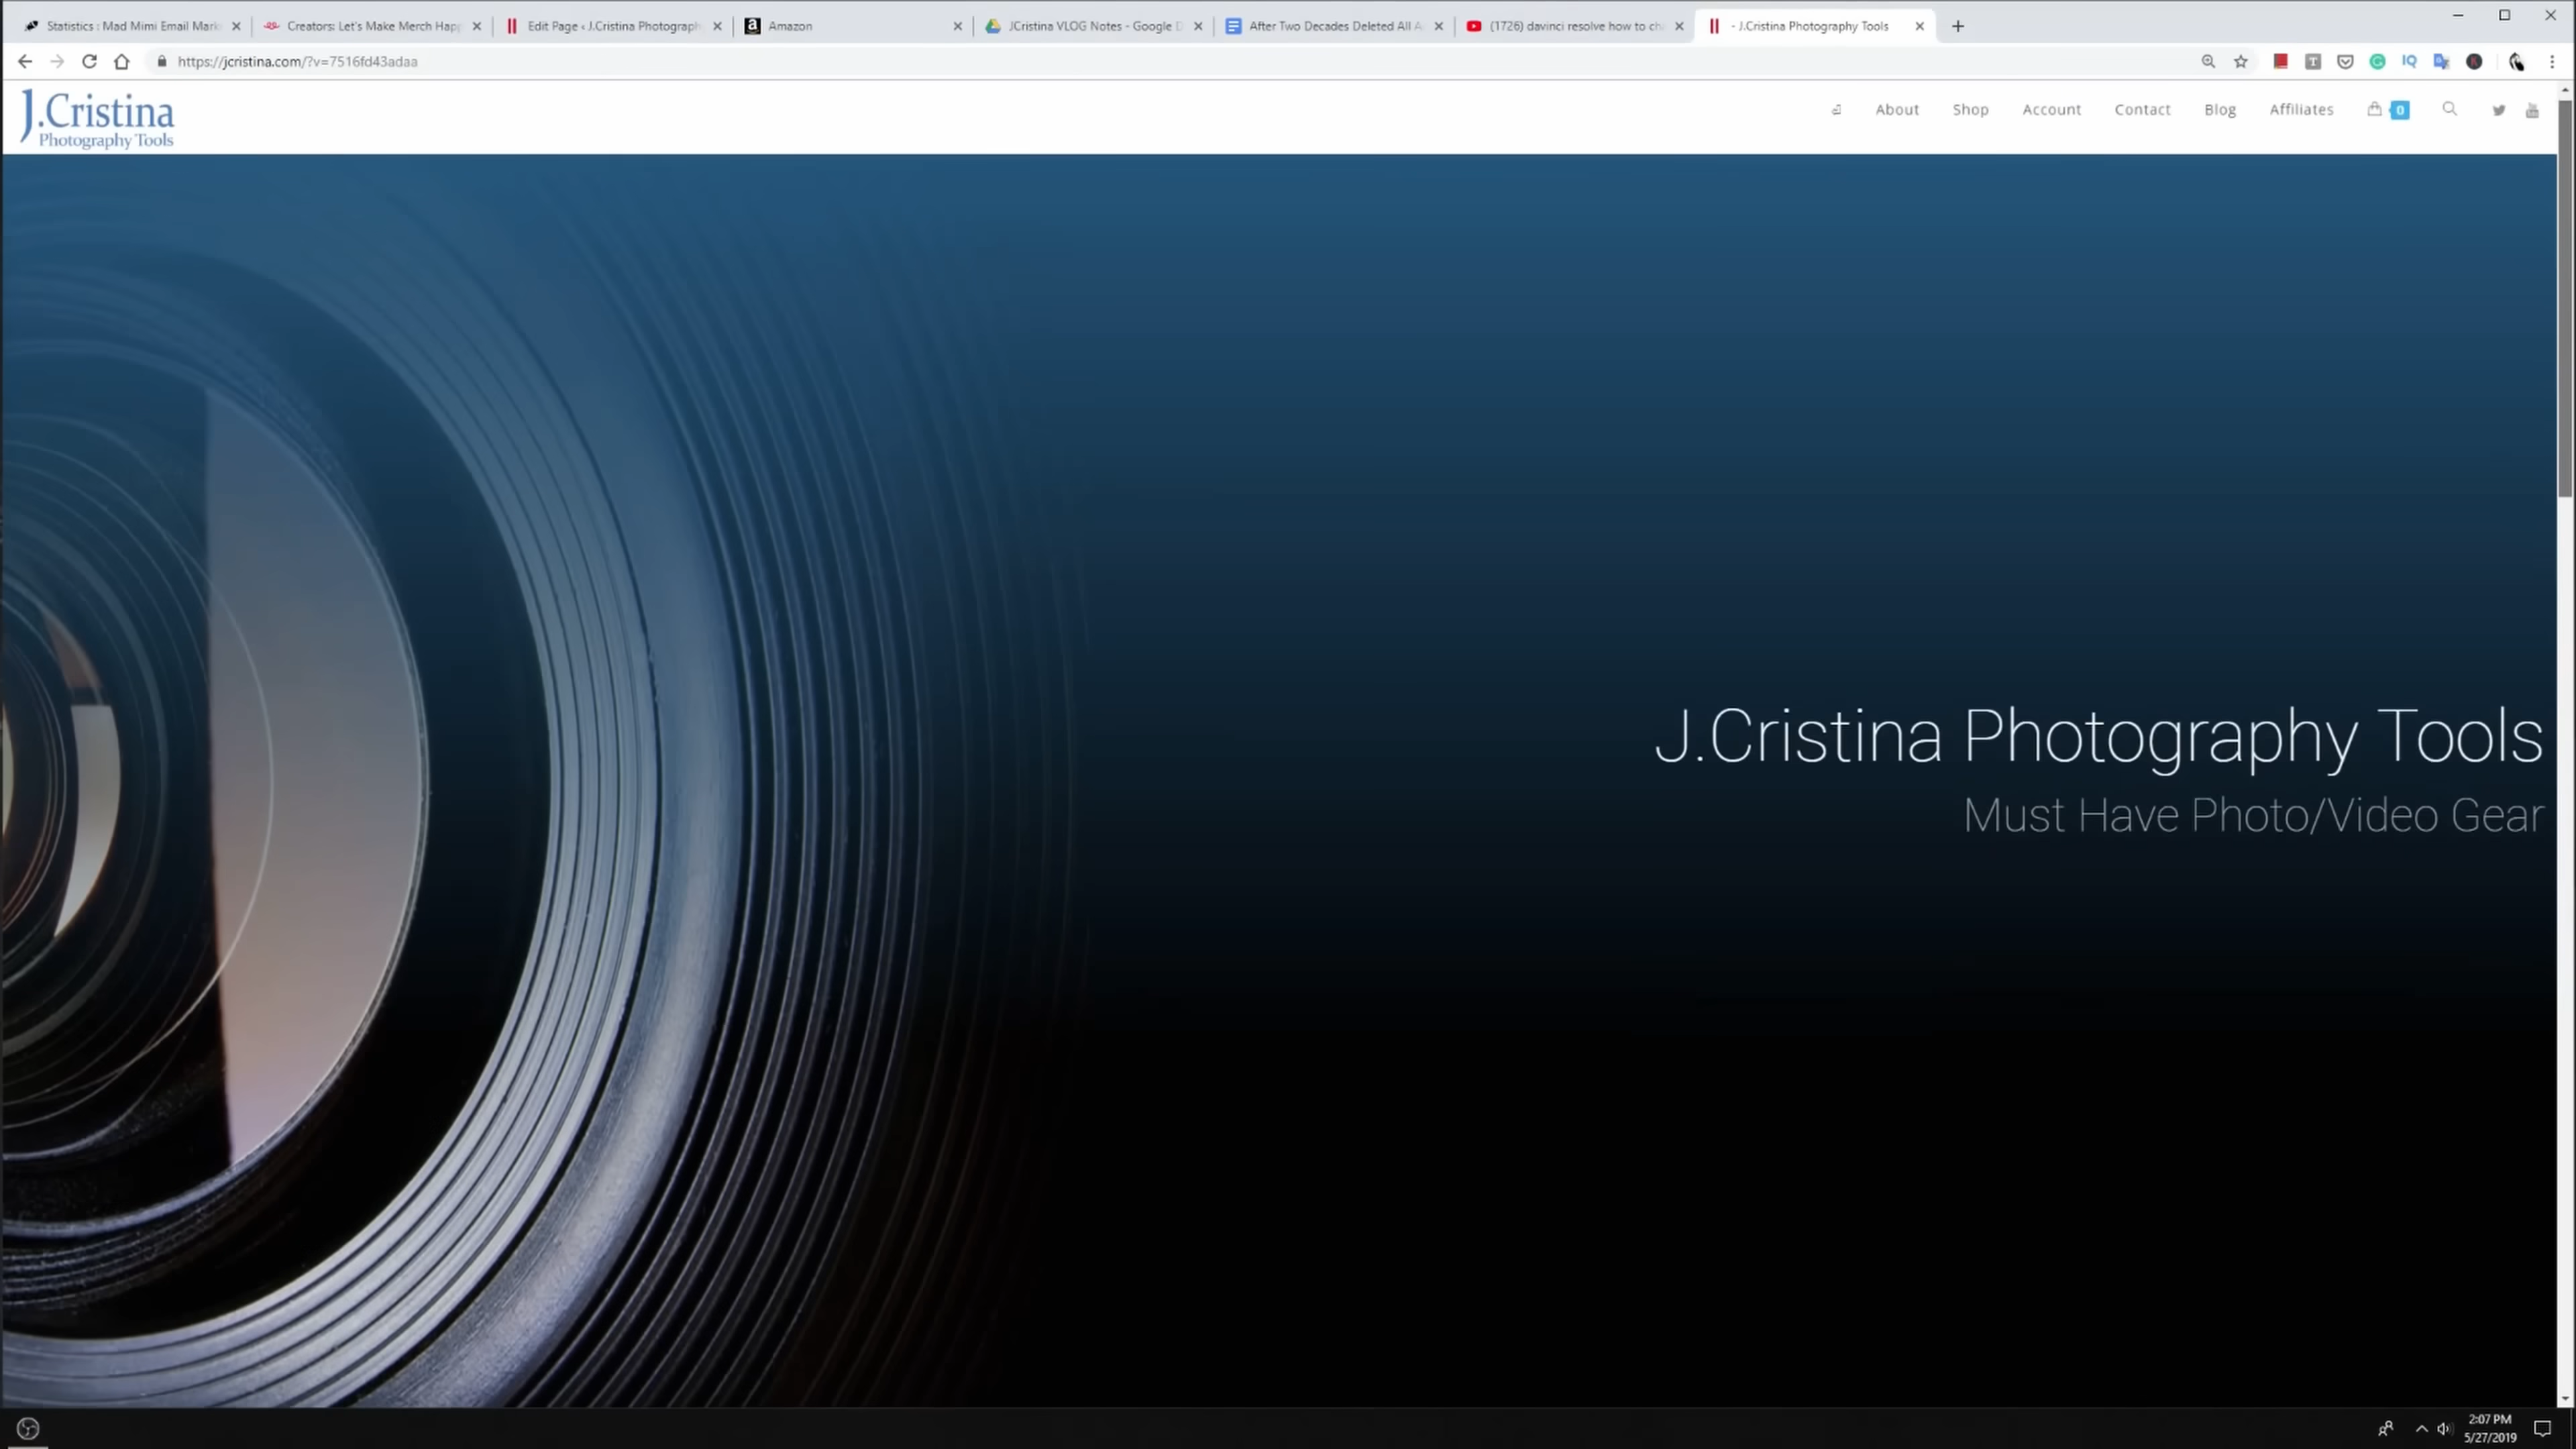 Statistics : Mad Mimi Email Mark
Creators: Let's Make Merch Happ
Edit Page ‹ J.Cristina Photograph
Amazon
JCristina VLOG Notes - Google D
After Two Decades Deleted All A
(1726) davinci resolve how to ch
- J.Cristina Photography Tools
https://jcristina.com/?v=7516fd43adaa
J.Cristina
Photography Tools
About
Shop
Account
Contact
Blog
Affiliates
0
J.Cristina Photography Tools
Must Have Photo/Video Gear
2:07 PM
5/27/2019